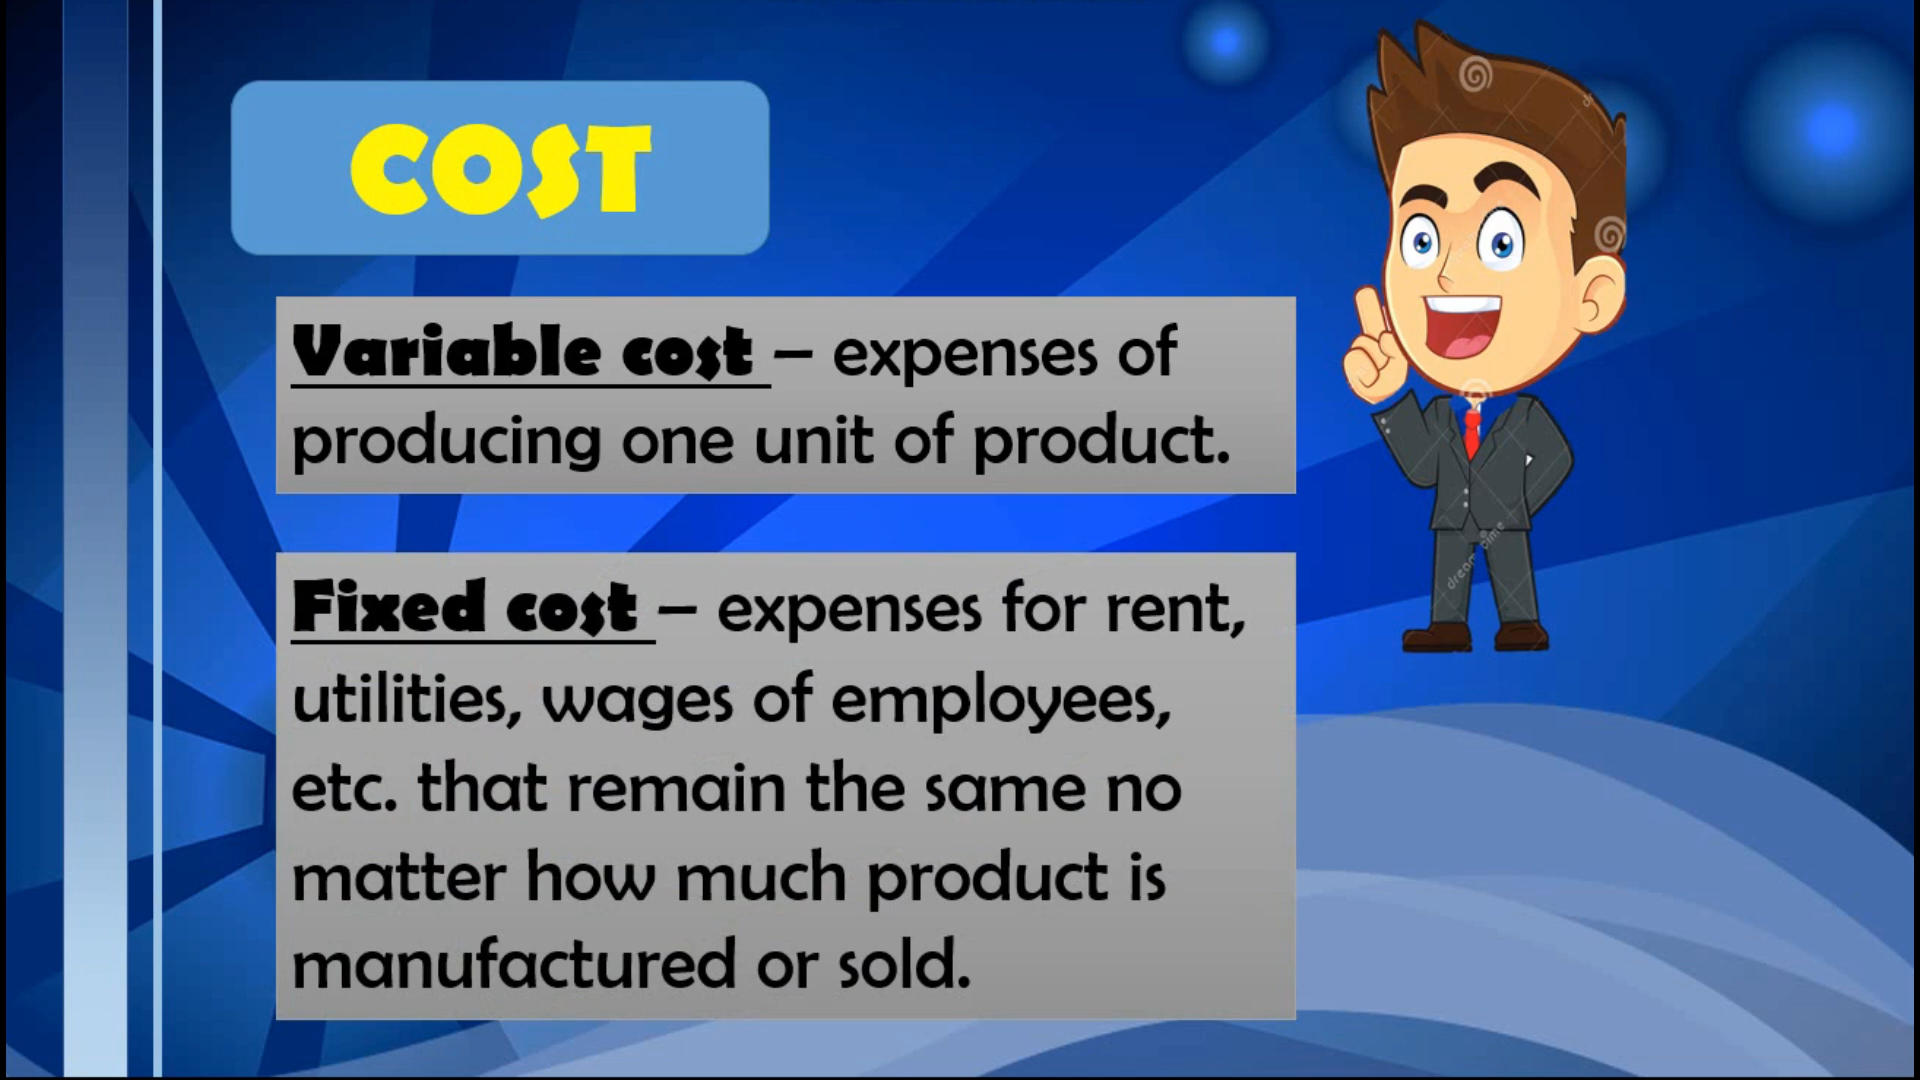 COST
Variable cost – expenses of
producing one unit of product.
Fixed cost – expenses for rent,
utilities, wages of employees,
etc. that remain the same no
matter how much product is
manufactured or sold.